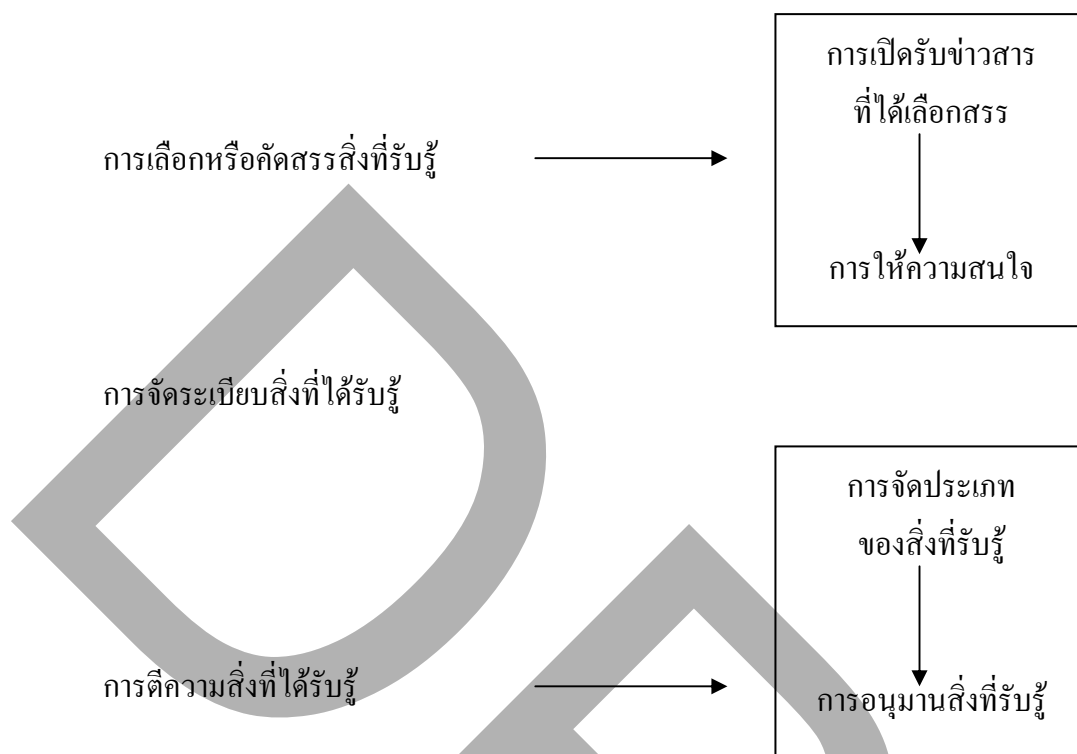 การเปิดรับข่าวสาร
ที่ได้เลือกสรร
การเลือกหรือคัดสรรสิ่งที่รับรู้
การให้ความสนใจ
การจัดระเบียบสิ่งที่ได้รับรู้
การจัดประเภท
ของสิ่งที่รับรู้
การตีความสิ่งที่ได้รับรู้
การอนุมานสิ่งที่รับรู้